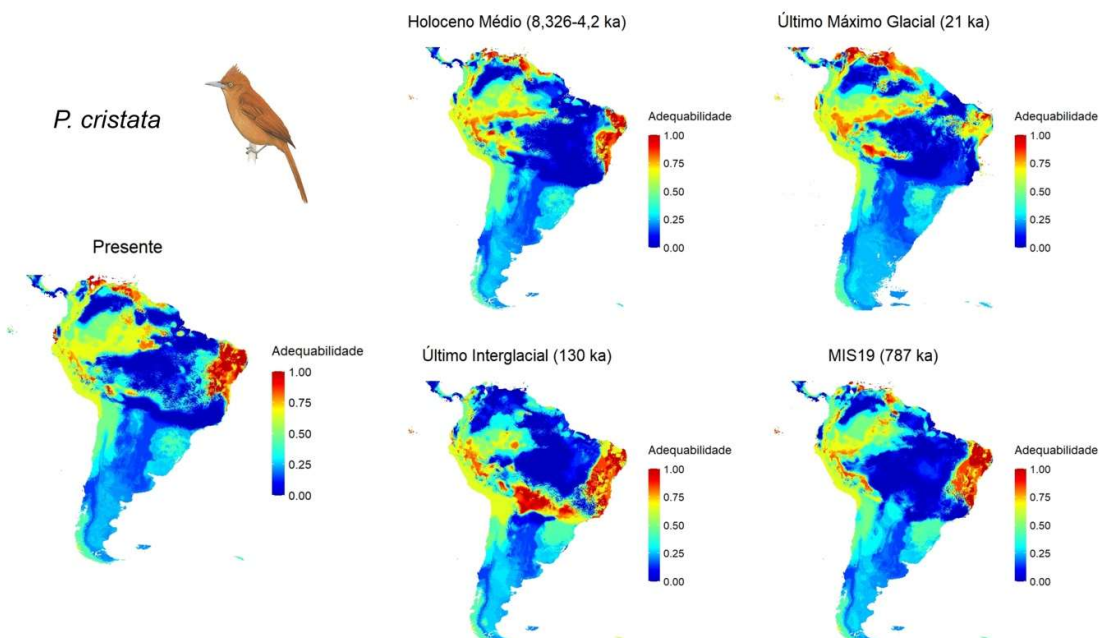 P. cristata
Presente
Adequabilidade
1.00
0.75
0.50
0.25
0.00
Holoceno Médio (8,326-4,2 ka)
Adequabilidade
1.00
0.75
0.50
0.25
0.00
Último Máximo Glacial (21 ka)
Adequabilidade
1.00
0.75
0.50
0.25
0.00
Último Interglacial (130 ka)
Adequabilidade
1.00
0.75
0.50
0.25
0.00
MIS19 (787 ka)
Adequabilidade
1.00
0.75
0.50
0.25
0.00